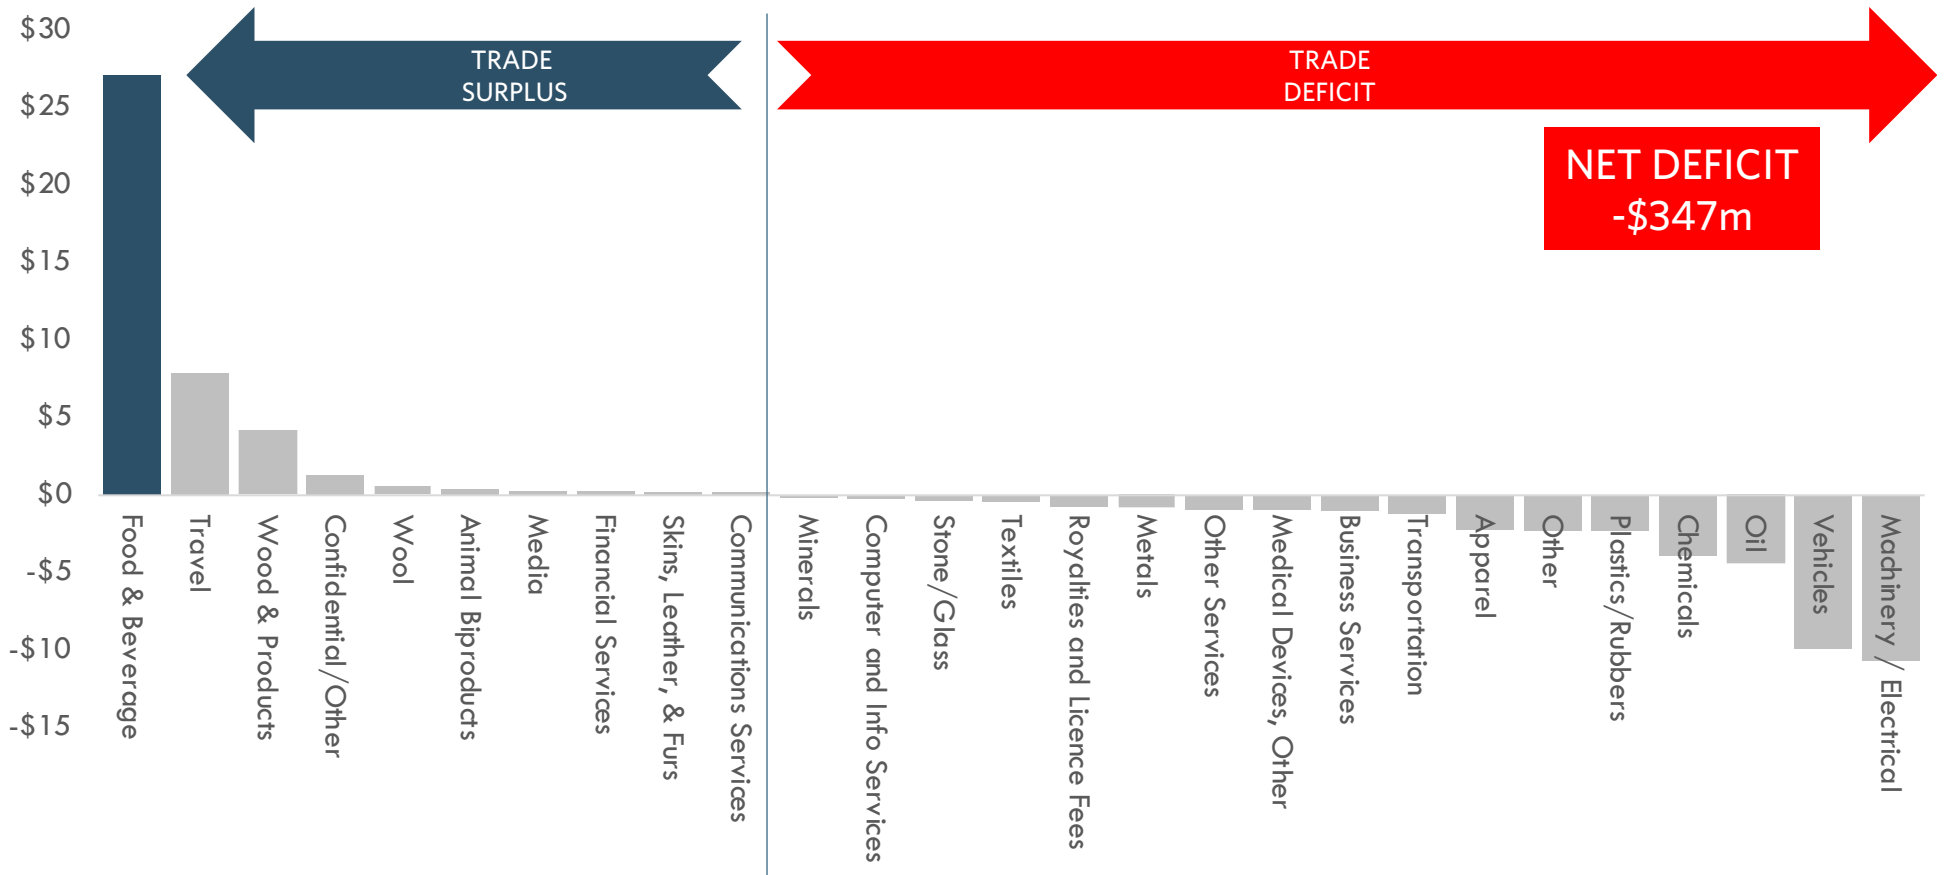 $30
$25
$20
$15
$10
$5
$0
-$5
-$10
-$15
TRADE
SURPLUS
TRADE
DEFICIT
NET DEFICIT
-$347m
Food & Beverage
Travel
Wood & Products
Confidential/Other
Wool
Animal Biproducts
Media
Financial Services
Skins, Leather, & Furs
Communications Services
Minerals
Computer and Info Services
Stone/Glass
Textiles
Royalties and Licence Fees
Metals
Other Services
Medical Devices, Other
Business Services
Transportation
Apparel
Other
Plastics/Rubbers
Chemicals
Oil
Vehicles
Machinery / Electrical